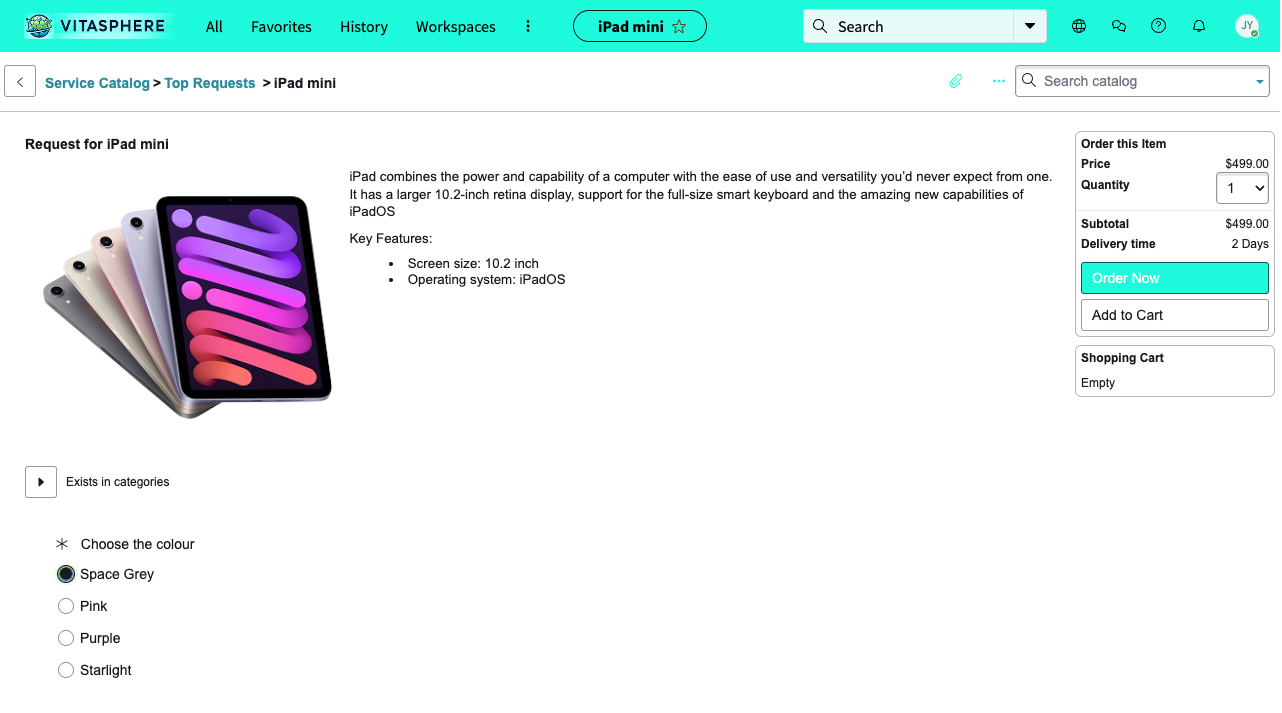 VITASPHERE
All
Favorites
History
Workspaces
iPad mini
Search
JY
Service Catalog > Top Requests > iPad mini
Search catalog
Request for iPad mini
iPad combines the power and capability of a computer with the ease of use and versatility you’d never expect from one.
It has a larger 10.2-inch retina display, support for the full-size smart keyboard and the amazing new capabilities of
iPadOS
Key Features:
• Screen size: 10.2 inch
• Operating system: iPadOS
Order this Item
Price $499.00
Quantity 1
Subtotal $499.00
Delivery time 2 Days
Order Now
Add to Cart
Shopping Cart
Empty
Exists in categories
Choose the colour
Space Grey
Pink
Purple
Starlight